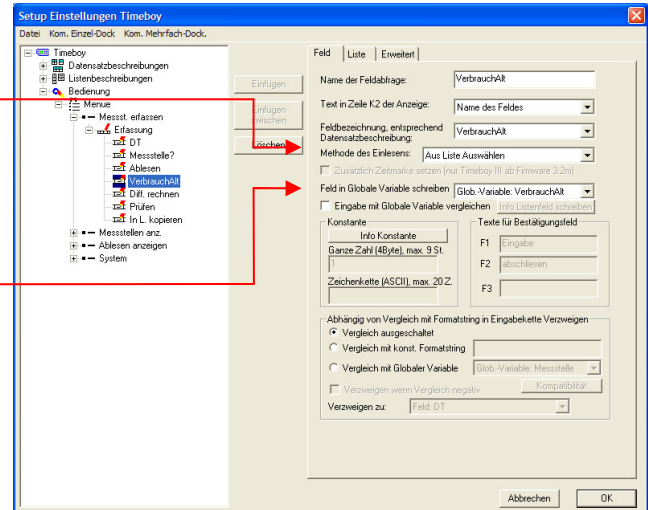 Setup Einstellungen Timeboy
Datei Kom. Einzel-Dock Kom. Mehrfach-Dock.
Timeboy
Datensatzbeschreibungen
Listenbeschreibungen
Bedienung
Menue
Messst. erfassen
Erfassung
DT
Messstelle?
Ablesen
VerbrauchAlt
Diff. rechnen
Prüfen
In L. kopieren
Messstellen anz.
Ablesen anzeigen
System
Einfügen
Einfügen
zwischen
Löschen
Feld Liste Erweitert
Name der Feldabfrage: VerbrauchAlt
Text in Zeile K2 der Anzeige: Name des Feldes
Feldbezeichnung, entsprechend
Datensatzbeschreibung: VerbrauchAlt
Methode des Einlesens: Aus Liste Auswählen
Zusätzlich Zeitmarke setzen (nur Timeboy III ab Firmware 3.2m)
Feld in Globale Variable schreiben Glob.-Variable: VerbrauchAlt
Eingabe mit Globale Variable vergleichen Info Listenfeld schreiben
Konstante
Info Konstante
Ganze Zahl (4Byte), max. 9 St.
1
Zeichenkette (ASCII), max. 20 Z.
Texte für Bestätigungsfeld
F1 Eingabe
F2 abschliesen
F3
Abhängig von Vergleich mit Formatstring in Eingabekette Verzweigen
Vergleich ausgeschaltet
Vergleich mit konst. Formatstring
Vergleich mit Globaler Variable Glob.-Variable: Messstelle
Verzweigen wenn Vergleich negativ Kompatibilität
Verzweigen zu: Feld: DT
Abbrechen OK